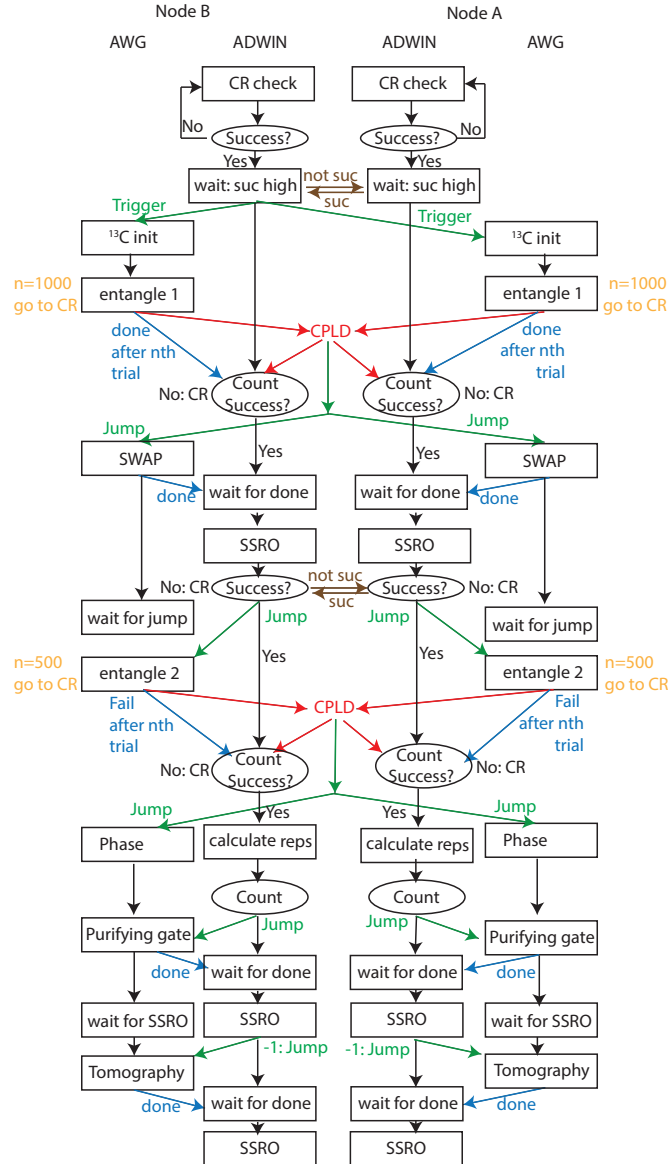 Node B
Node A
AWG
ADWIN
ADWIN
AWG
CR check
CR check
No
Success?
Success?
No
Yes
Yes
wait: suc high
not suc
suc
wait: suc high
Trigger
Trigger
¹³C init
¹³C init
n=1000
go to CR
entangle 1
entangle 1
n=1000
go to CR
done
after nth
trial
CPLD
done
after nth
trial
No: CR
Count
Success?
Count
Success?
No: CR
Jump
Jump
Yes
Yes
SWAP
SWAP
done
wait for done
wait for done
done
SSRO
SSRO
No: CR
Success?
not suc
suc
Success?
No: CR
wait for jump
Jump
Jump
wait for jump
n=500
go to CR
entangle 2
Yes
Yes
entangle 2
n=500
go to CR
Fail
after nth
trial
CPLD
Fail
after nth
trial
No: CR
Count
Success?
Count
Success?
No: CR
Jump
Yes
Yes
Jump
Phase
calculate reps
calculate reps
Phase
Count
Count
Jump
Jump
Purifying gate
Purifying gate
done
wait for done
wait for done
done
wait for SSRO
SSRO
SSRO
wait for SSRO
-1: Jump
-1: Jump
Tomography
Tomography
done
wait for done
wait for done
done
SSRO
SSRO